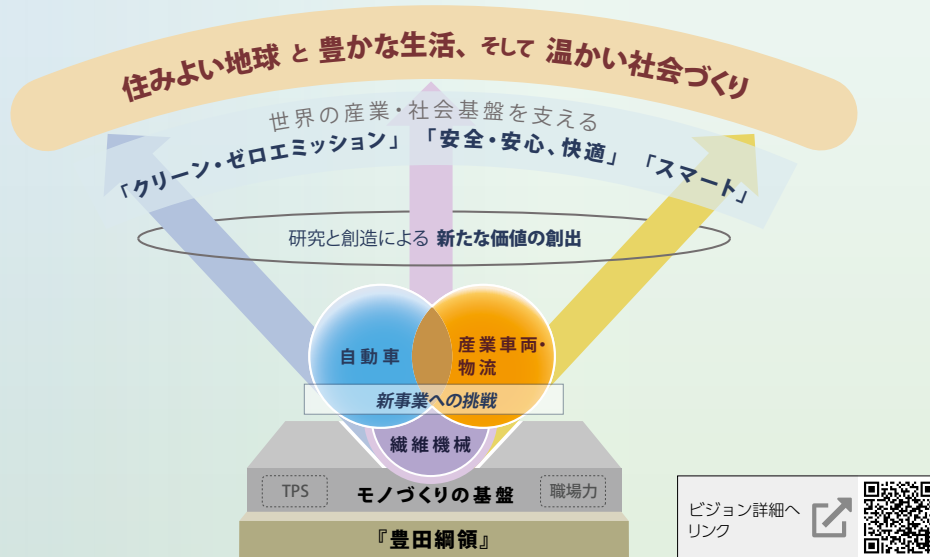 住みよい地球 と 豊かな生活、そして 温かい社会づくり
世界の産業・社会基盤を支える
「クリーン・ゼロエミッション」 「安全・安心、快適」 「スマート」
研究と創造による 新たな価値の創出
自動車
産業車両・
物流
新事業への挑戦
繊維機械
TPS
モノづくりの基盤
職場力
『豊田綱領』
ビジョン詳細へ
リンク